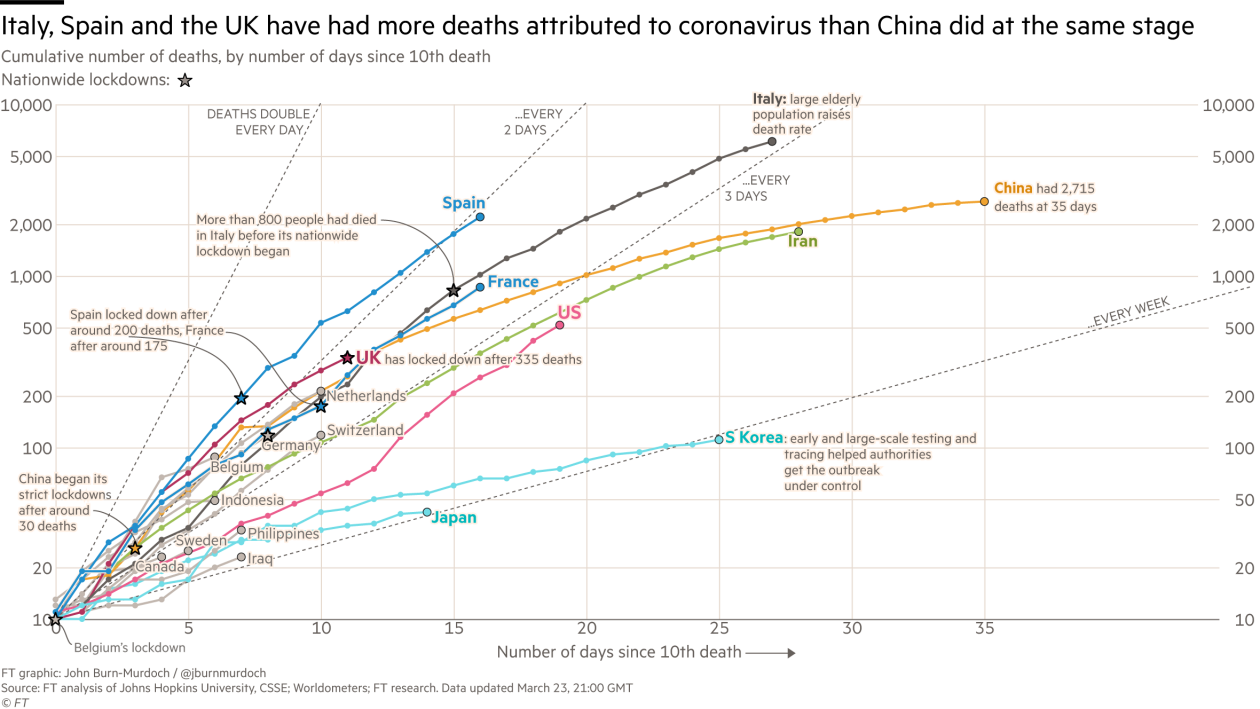 Italy, Spain and the UK have had more deaths attributed to coronavirus than China did at the same stage
Cumulative number of deaths, by number of days since 10th death
Nationwide lockdowns:
10,000
5,000
2,000
1,000
500
200
100
50
20
10
DEATHS DOUBLE
EVERY DAY
...EVERY
2 DAYS
...EVERY
3 DAYS
...EVERY WEEK
Italy: large elderly
population raises
death rate
10,000
5,000
2,000
1,000
500
200
100
50
20
10
Spain
China had 2,715
deaths at 35 days
Iran
More than 800 people had died
in Italy before its nationwide
lockdown began
France
US
Spain locked down after
around 200 deaths, France
after around 175
UK has locked down after 335 deaths
Netherlands
Switzerland
Germany
Belgium
S Korea: early and large-scale testing and
tracing helped authorities
get the outbreak
under control
China began its
strict lockdowns
after around
30 deaths
Indonesia
Japan
Philippines
Sweden
Iraq
Canada
0
5
10
15
20
25
30
35
Belgium's lockdown
Number of days since 10th death
FT graphic: John Burn-Murdoch / @jburnmurdoch
Source: FT analysis of Johns Hopkins University, CSSE; Worldometers; FT research. Data updated March 23, 21:00 GMT
© FT